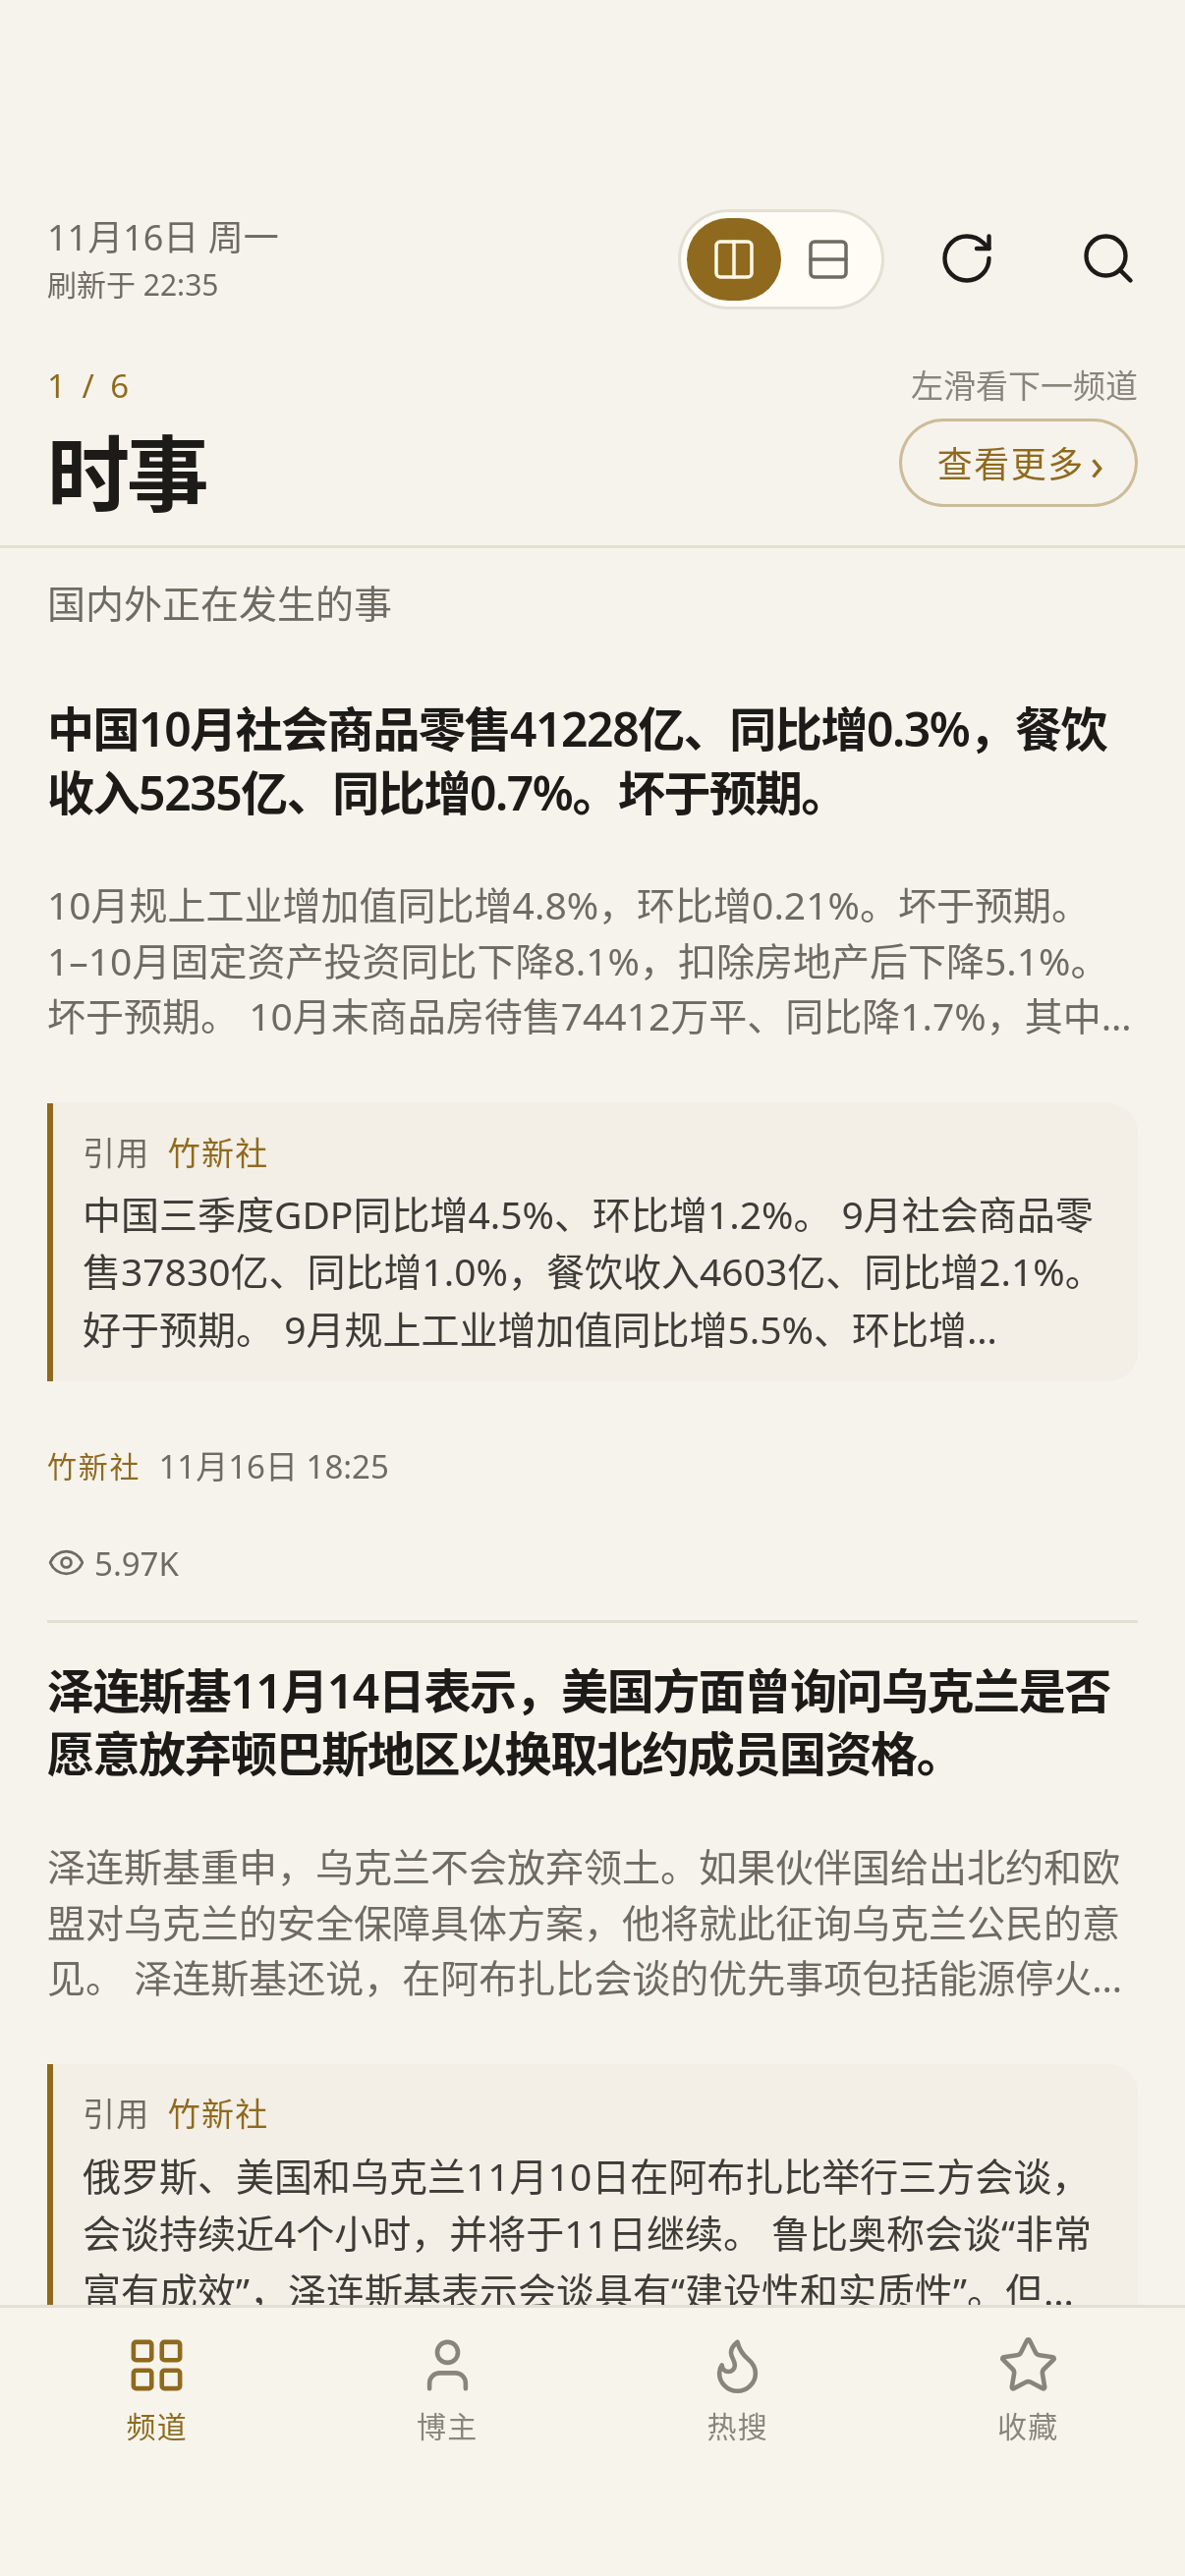 11月16日 周一
刷新于 22:35
1 / 6
左滑看下一频道
时事
查看更多 ›
国内外正在发生的事
中国10月社会商品零售41228亿、同比增0.3%，餐饮
收入5235亿、同比增0.7%。坏于预期。
10月规上工业增加值同比增4.8%，环比增0.21%。坏于预期。
1–10月固定资产投资同比下降8.1%，扣除房地产后下降5.1%。
坏于预期。 10月末商品房待售74412万平、同比降1.7%，其中...
引用 竹新社
中国三季度GDP同比增4.5%、环比增1.2%。 9月社会商品零
售37830亿、同比增1.0%，餐饮收入4603亿、同比增2.1%。
好于预期。 9月规上工业增加值同比增5.5%、环比增...
竹新社 11月16日 18:25
5.97K
泽连斯基11月14日表示，美国方面曾询问乌克兰是否
愿意放弃顿巴斯地区以换取北约成员国资格。
泽连斯基重申，乌克兰不会放弃领土。如果伙伴国给出北约和欧
盟对乌克兰的安全保障具体方案，他将就此征询乌克兰公民的意
见。 泽连斯基还说，在阿布扎比会谈的优先事项包括能源停火...
引用 竹新社
俄罗斯、美国和乌克兰11月10日在阿布扎比举行三方会谈，
会谈持续近4个小时，并将于11日继续。 鲁比奥称会谈“非常
富有成效”，泽连斯基表示会谈具有“建设性和实质性”。但...
频道
博主
热搜
收藏